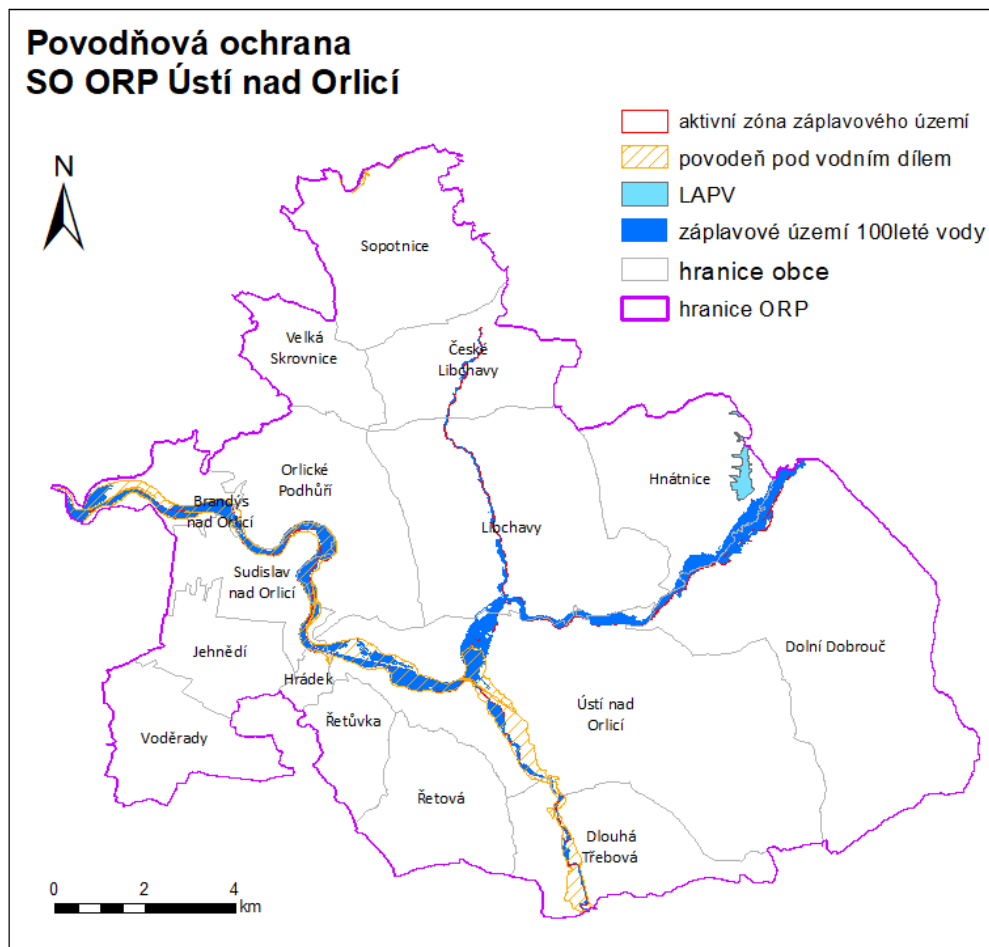 Povodňová ochrana
SO ORP Ústí nad Orlicí
aktivní zóna záplavového území
povodeň pod vodním dílem
LAPV
záplavové území 100leté vody
hranice obce
hranice ORP
N
Sopotnice
Velká
Skrovnice
České
Libchavy
Orlické
Podhůří
Hnátnice
Brandýs
nad Orlicí
Libchavy
Sudislav
nad Orlicí
Jehnědí
Dolní Dobrouč
Hrádek
Ústí nad
Orlicí
Řetůvka
Voděrady
Řetová
Dlouhá
Třebová
0 2 4
km